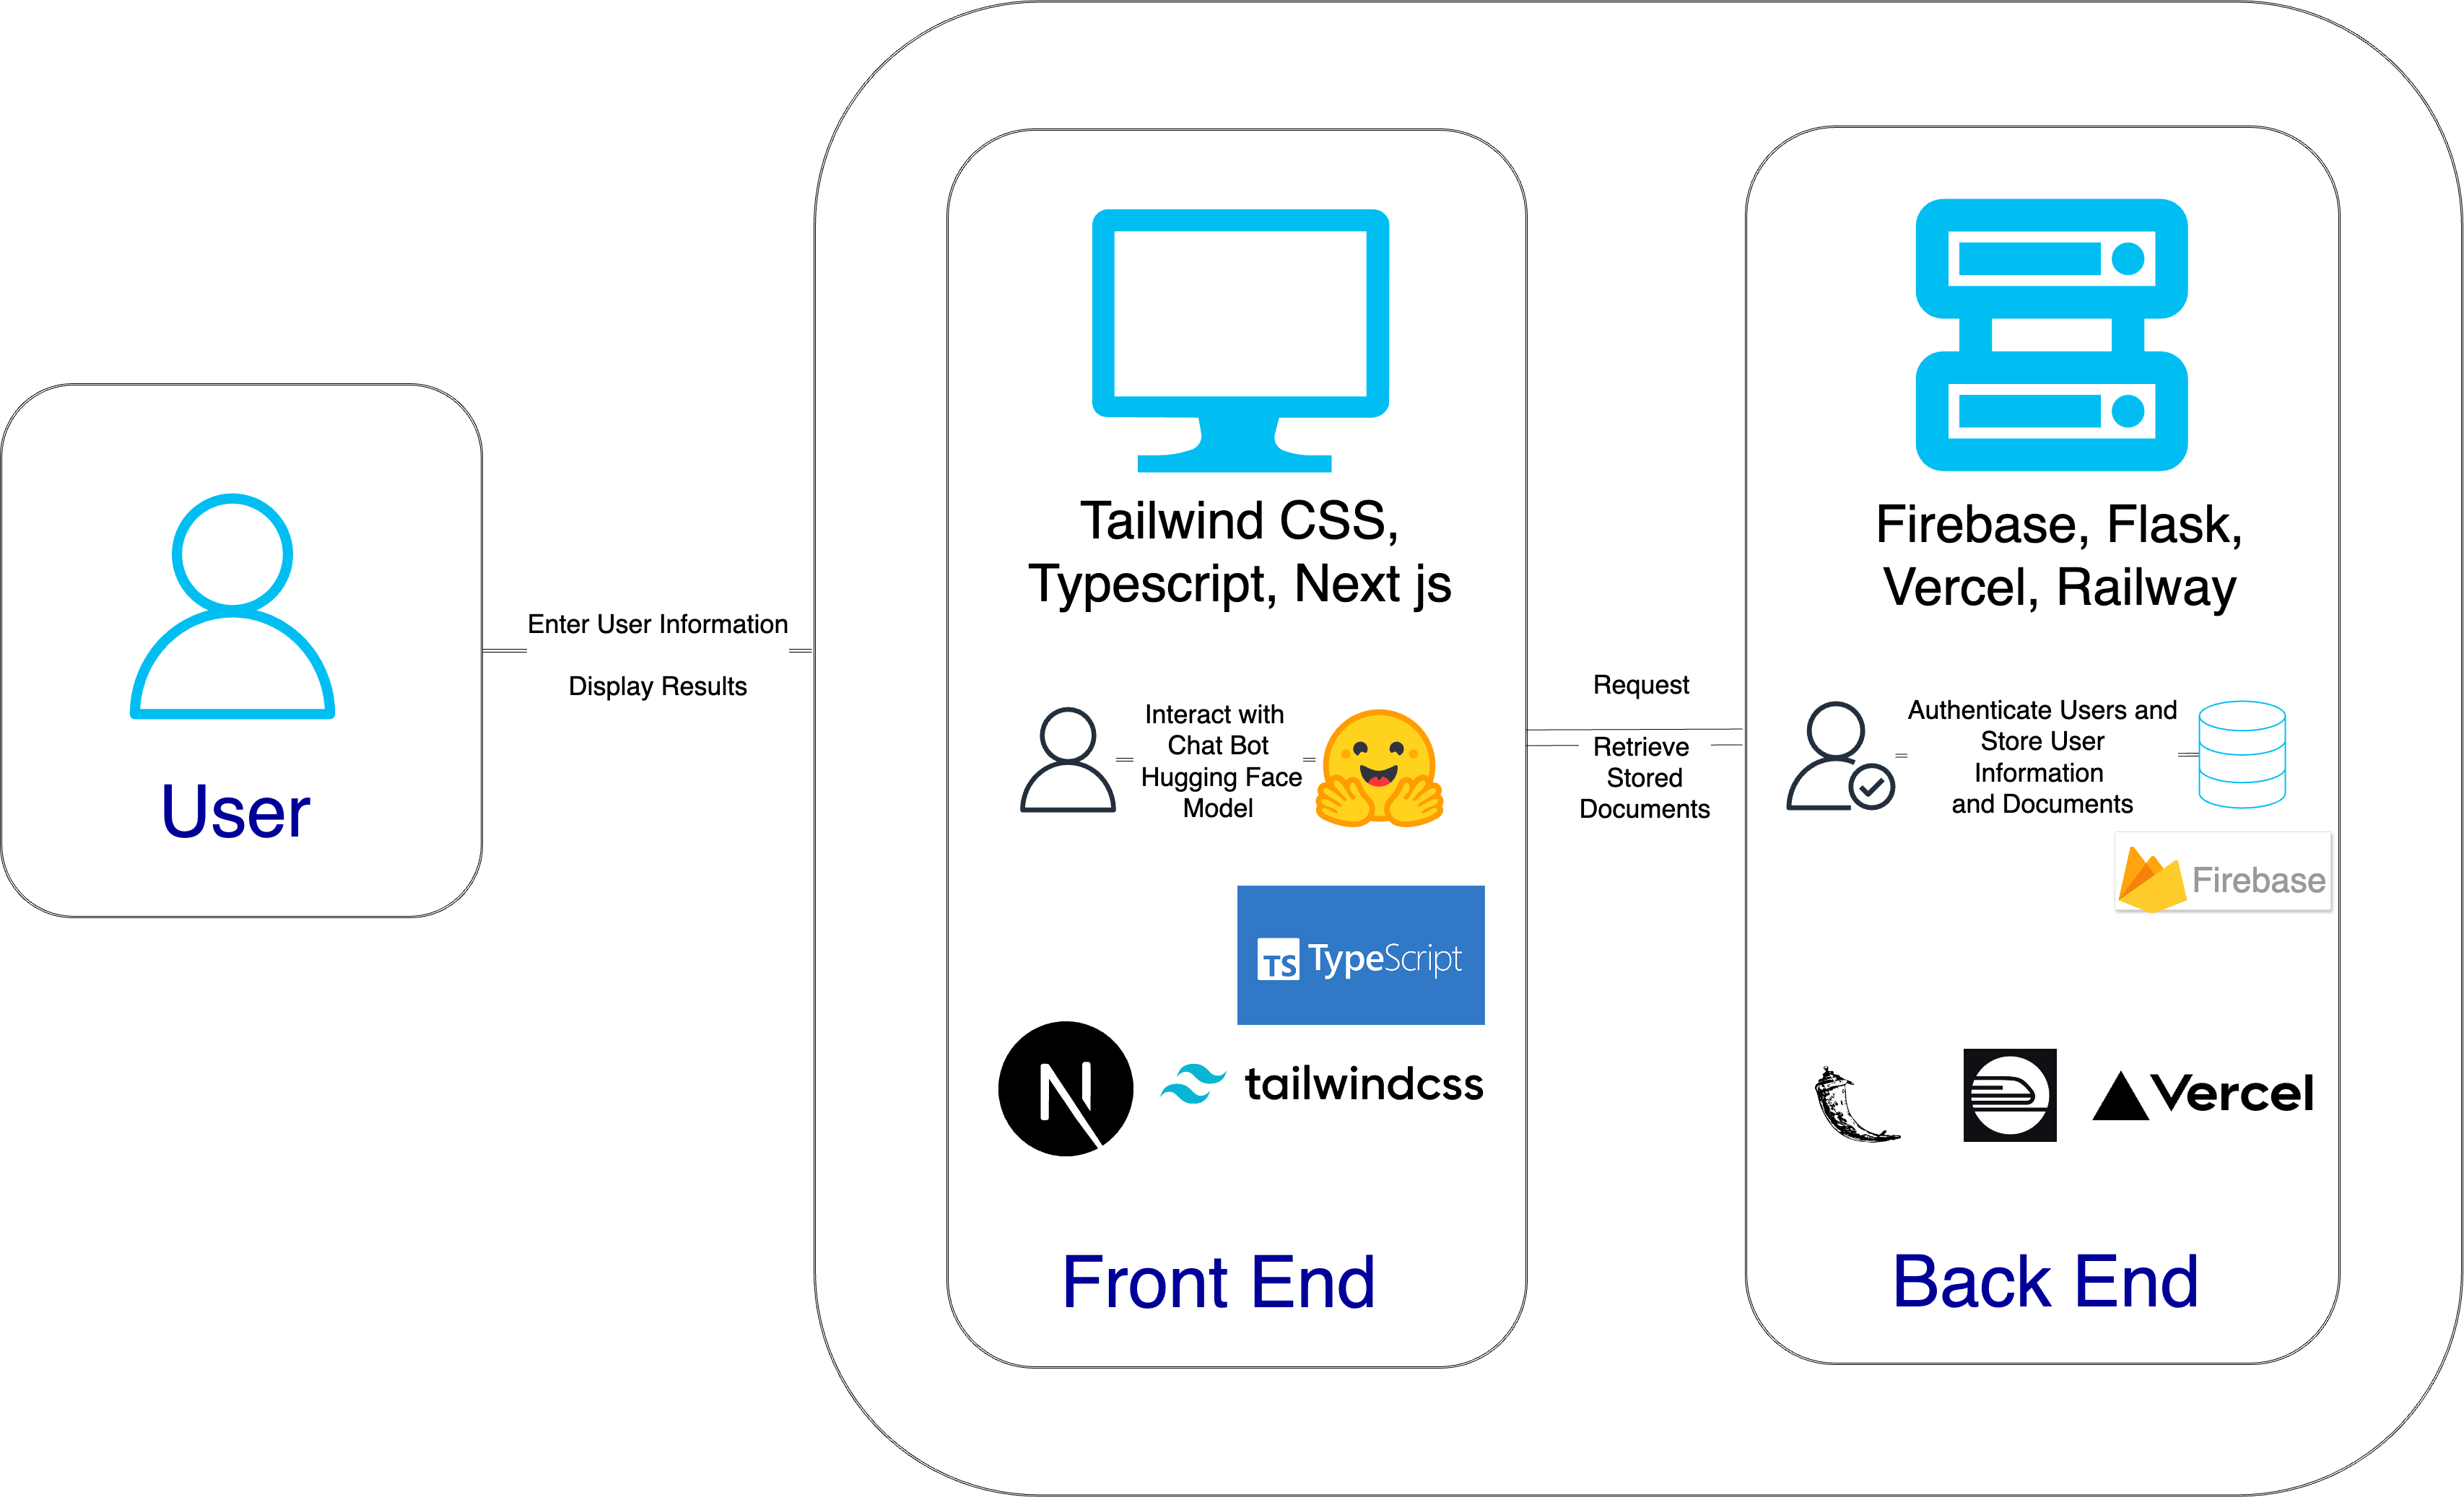 User
Enter User Information
Display Results
Tailwind CSS,
Typescript, Next js
Interact with
Chat Bot
Hugging Face
Model
TS TypeScript
N
tailwindcss
Front End
Request
Retrieve
Stored
Documents
Firebase, Flask,
Vercel, Railway
Authenticate Users and
Store User
Information
and Documents
Firebase
Vercel
Back End